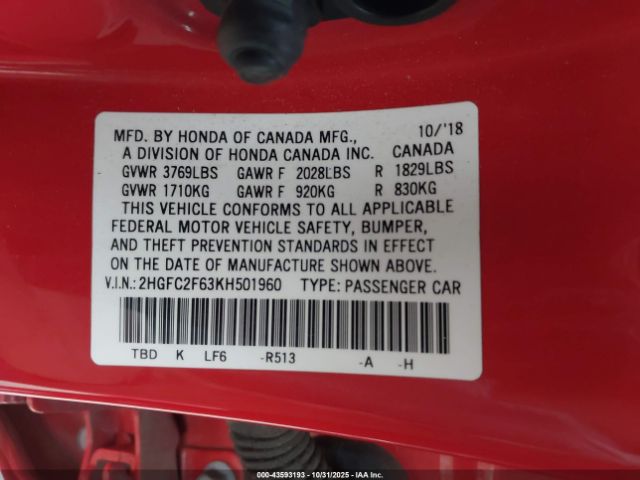 MFD. BY HONDA OF CANADA MFG., 10/'18
A DIVISION OF HONDA CANADA INC. CANADA
GVWR 3769LBS GAWR F 2028LBS R 1829LBS
GVWR 1710KG GAWR F 920KG R 830KG
THIS VEHICLE CONFORMS TO ALL APPLICABLE
FEDERAL MOTOR VEHICLE SAFETY, BUMPER,
AND THEFT PREVENTION STANDARDS IN EFFECT
ON THE DATE OF MANUFACTURE SHOWN ABOVE.
V.I.N.: 2HGFC2F63KH501960 TYPE: PASSENGER CAR
TBD K LF6 -R513 -A -H
000-43593193 - 10/31/2025 - IAA, Inc.